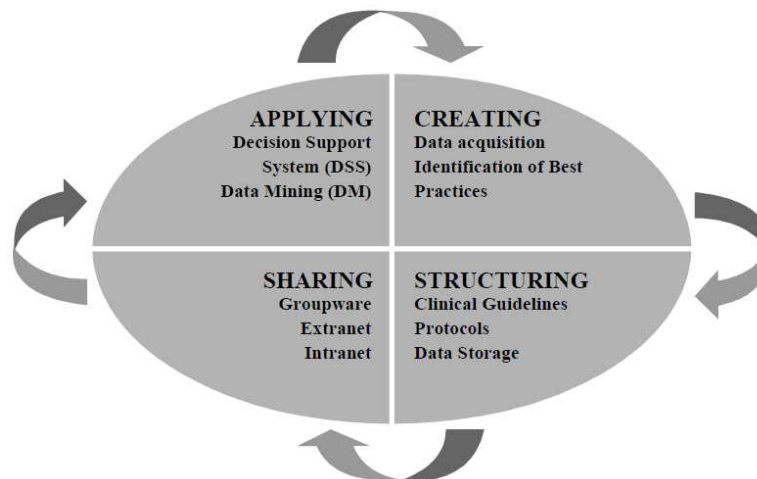 APPLYING
Decision Support
System (DSS)
Data Mining (DM)
CREATING
Data acquisition
Identification of Best
Practices
SHARING
Groupware
Extranet
Intranet
STRUCTURING
Clinical Guidelines
Protocols
Data Storage